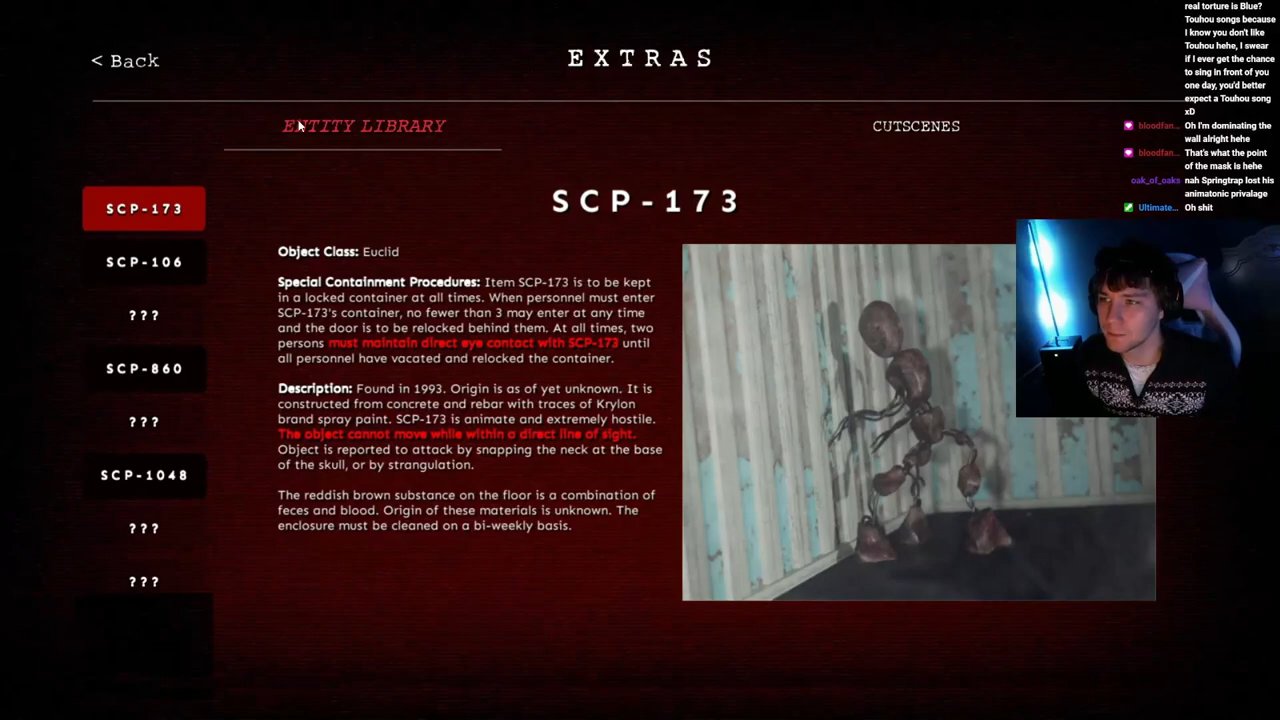 real torture is Blue?
Touhou songs because
I know you don't like
Touhou hehe, I swear
if I ever get the chance
to sing in front of you
one day, you'd better
expect a Touhou song
xD
bloodfan... Oh I'm dominating the
wall alright hehe
bloodfan... That's what the point
of the mask is hehe
oak_of_oaks nah Springtrap lost his
animatonic privalage
Ultimate... Oh shit
< Back
EXTRAS
ENTITY LIBRARY
CUTSCENES
SCP-173
SCP-106
???
SCP-860
???
SCP-1048
???
???
SCP-173
Object Class: Euclid
Special Containment Procedures: Item SCP-173 is to be kept
in a locked container at all times. When personnel must enter
SCP-173's container, no fewer than 3 may enter at any time
and the door is to be relocked behind them. At all times, two
persons must maintain direct eye contact with SCP-173 until
all personnel have vacated and relocked the container.
Description: Found in 1993. Origin is as of yet unknown. It is
constructed from concrete and rebar with traces of Krylon
brand spray paint. SCP-173 is animate and extremely hostile.
The object cannot move while within a direct line of sight.
Object is reported to attack by snapping the neck at the base
of the skull, or by strangulation.
The reddish brown substance on the floor is a combination of
feces and blood. Origin of these materials is unknown. The
enclosure must be cleaned on a bi-weekly basis.